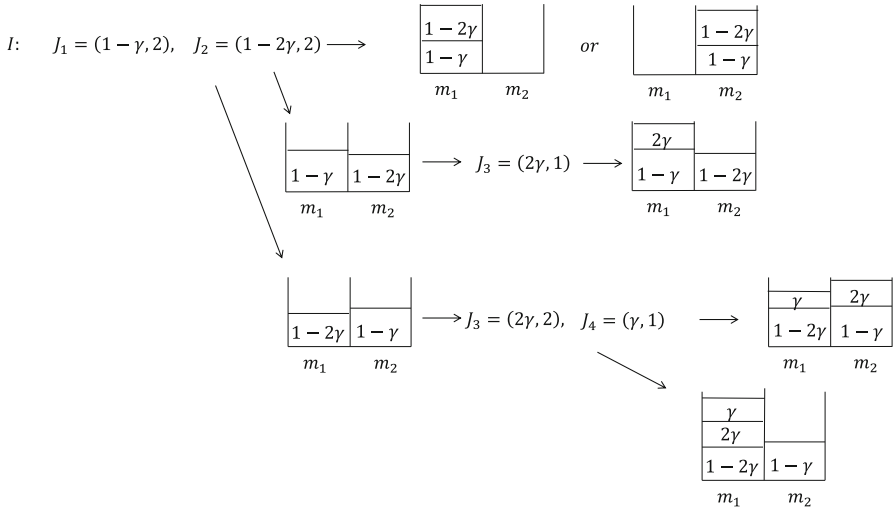 I: J₁ = (1 − γ, 2), J₂ = (1 − 2γ, 2)
1 − 2γ
1 − γ
m₁ m₂
or
1 − 2γ
1 − γ
m₁ m₂
1 − γ 1 − 2γ
m₁ m₂
J₃ = (2γ, 1)
2γ
1 − γ 1 − 2γ
m₁ m₂
1 − 2γ 1 − γ
m₁ m₂
J₃ = (2γ, 2), J₄ = (γ, 1)
γ 2γ
1 − 2γ 1 − γ
m₁ m₂
γ
2γ
1 − 2γ 1 − γ
m₁ m₂